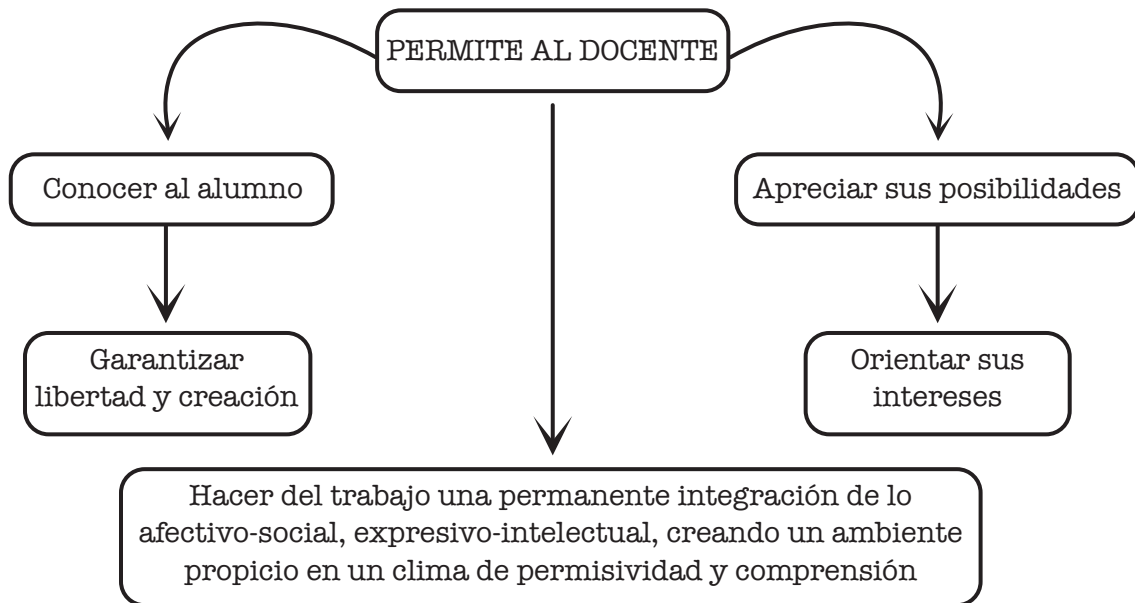 PERMITE AL DOCENTE
Conocer al alumno
Apreciar sus posibilidades
Garantizar
libertad y creación
Orientar sus
intereses
Hacer del trabajo una permanente integración de lo
afectivo-social, expresivo-intelectual, creando un ambiente
propicio en un clima de permisividad y comprensión